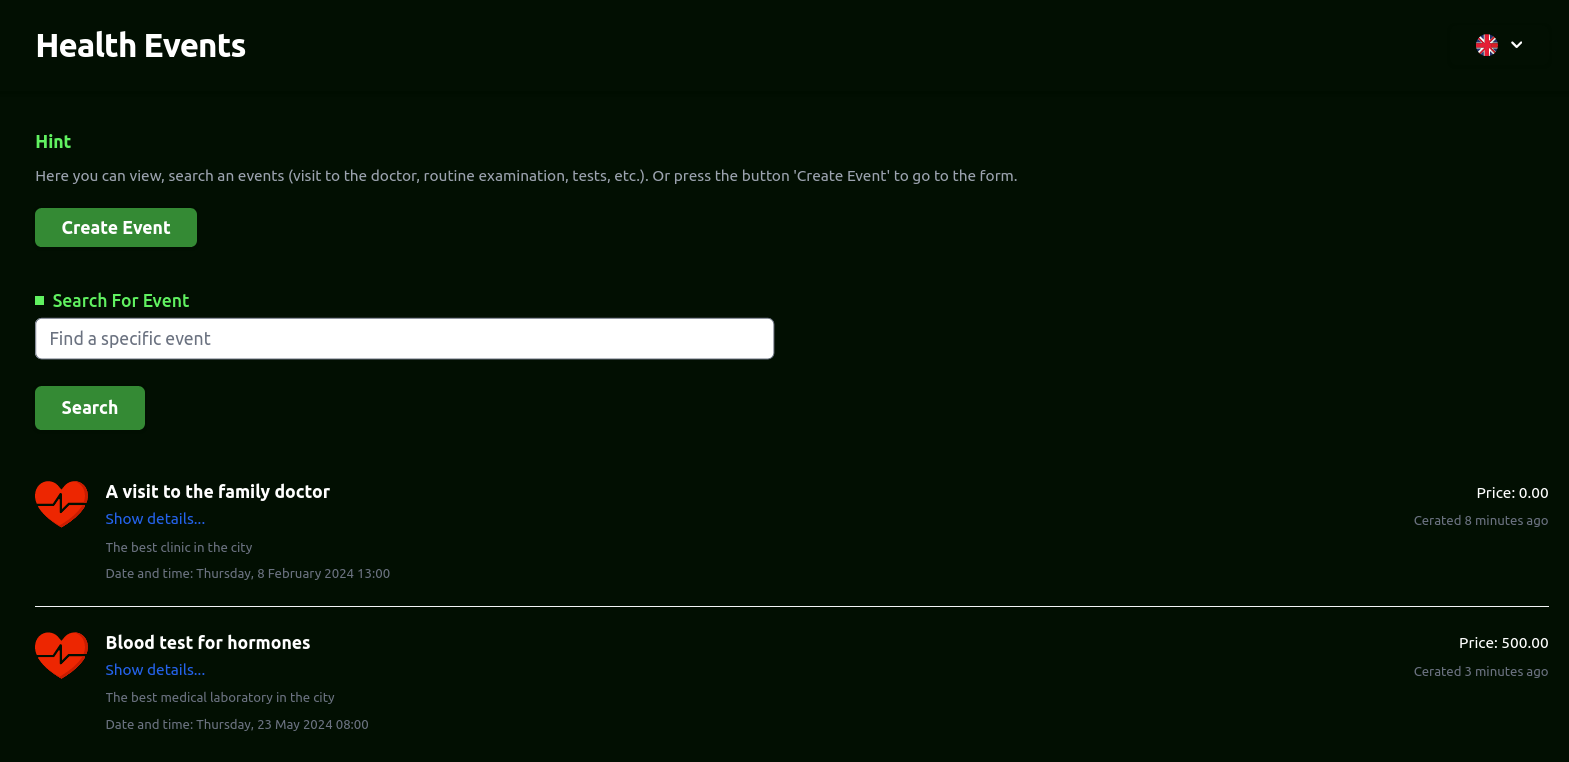 Health Events
Hint
Here you can view, search an events (visit to the doctor, routine examination, tests, etc.). Or press the button 'Create Event' to go to the form.
Create Event
Search For Event
Find a specific event
Search
A visit to the family doctor
Price: 0.00
Show details...
Cerated 8 minutes ago
The best clinic in the city
Date and time: Thursday, 8 February 2024 13:00
Blood test for hormones
Price: 500.00
Show details...
Cerated 3 minutes ago
The best medical laboratory in the city
Date and time: Thursday, 23 May 2024 08:00